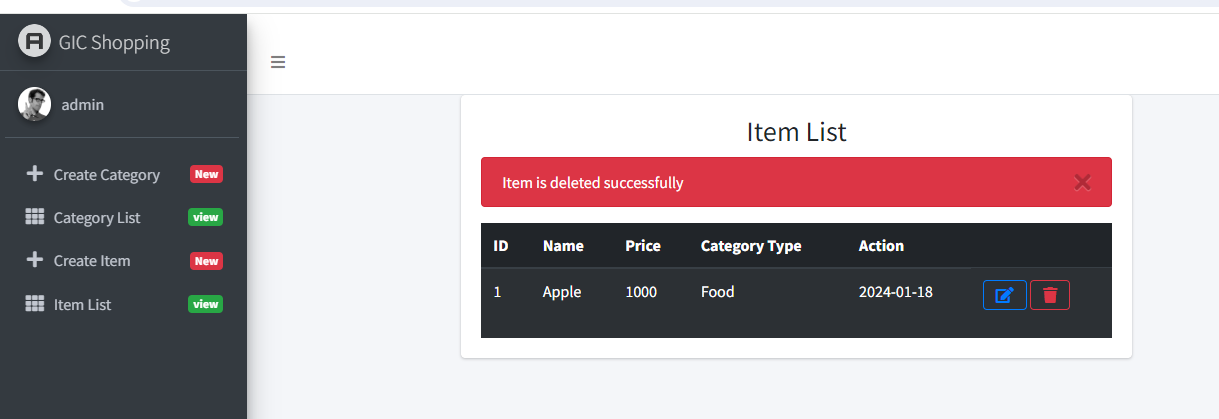 GIC Shopping
admin
Create Category New
Category List view
Create Item New
Item List view
Item List
Item is deleted successfully
ID Name Price Category Type Action
1 Apple 1000 Food 2024-01-18